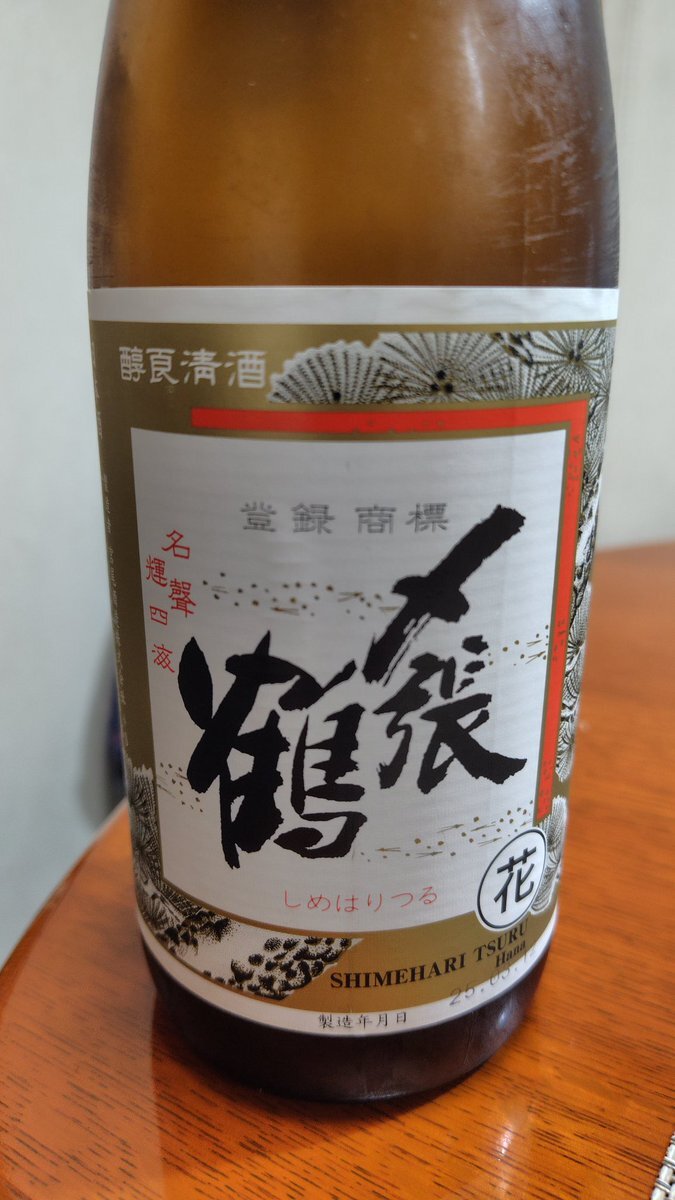 醇良清酒
登録商標
〆張鶴
名聲
輝四海
しめはりつる
花
SHIMEHARI TSURU
Hana
製造年月日